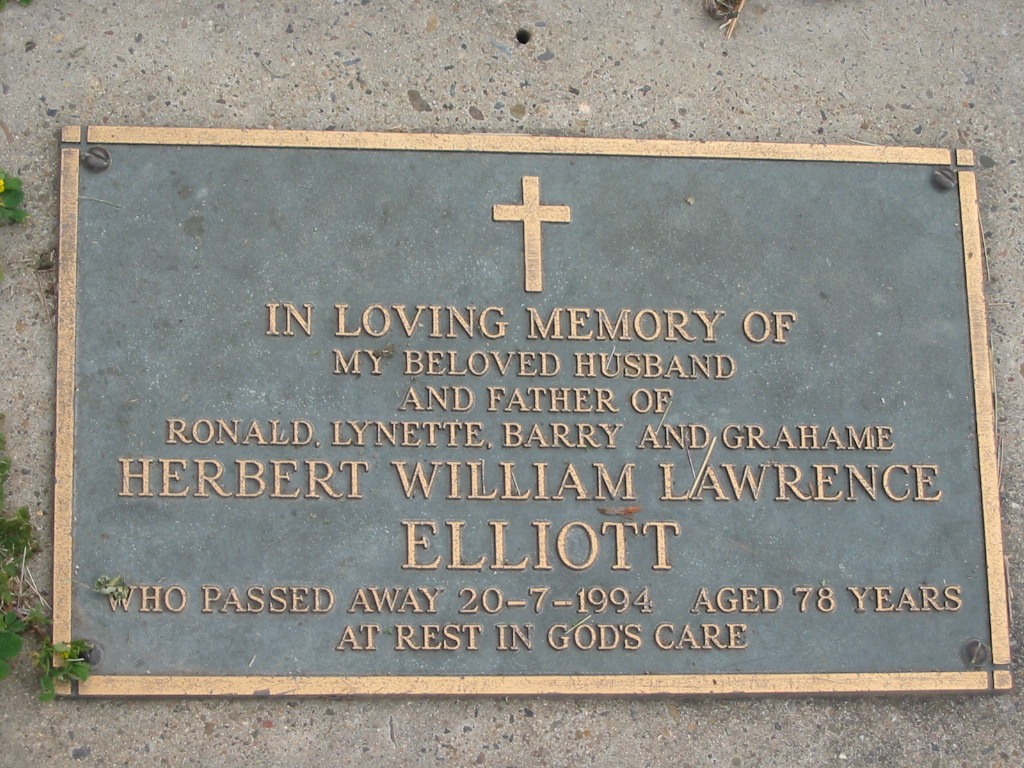 IN LOVING MEMORY OF
MY BELOVED HUSBAND
AND FATHER OF
RONALD, LYNETTE, BARRY AND GRAHAME
HERBERT WILLIAM LAWRENCE
ELLIOTT
WHO PASSED AWAY 20-7-1994 AGED 78 YEARS
AT REST IN GOD'S CARE